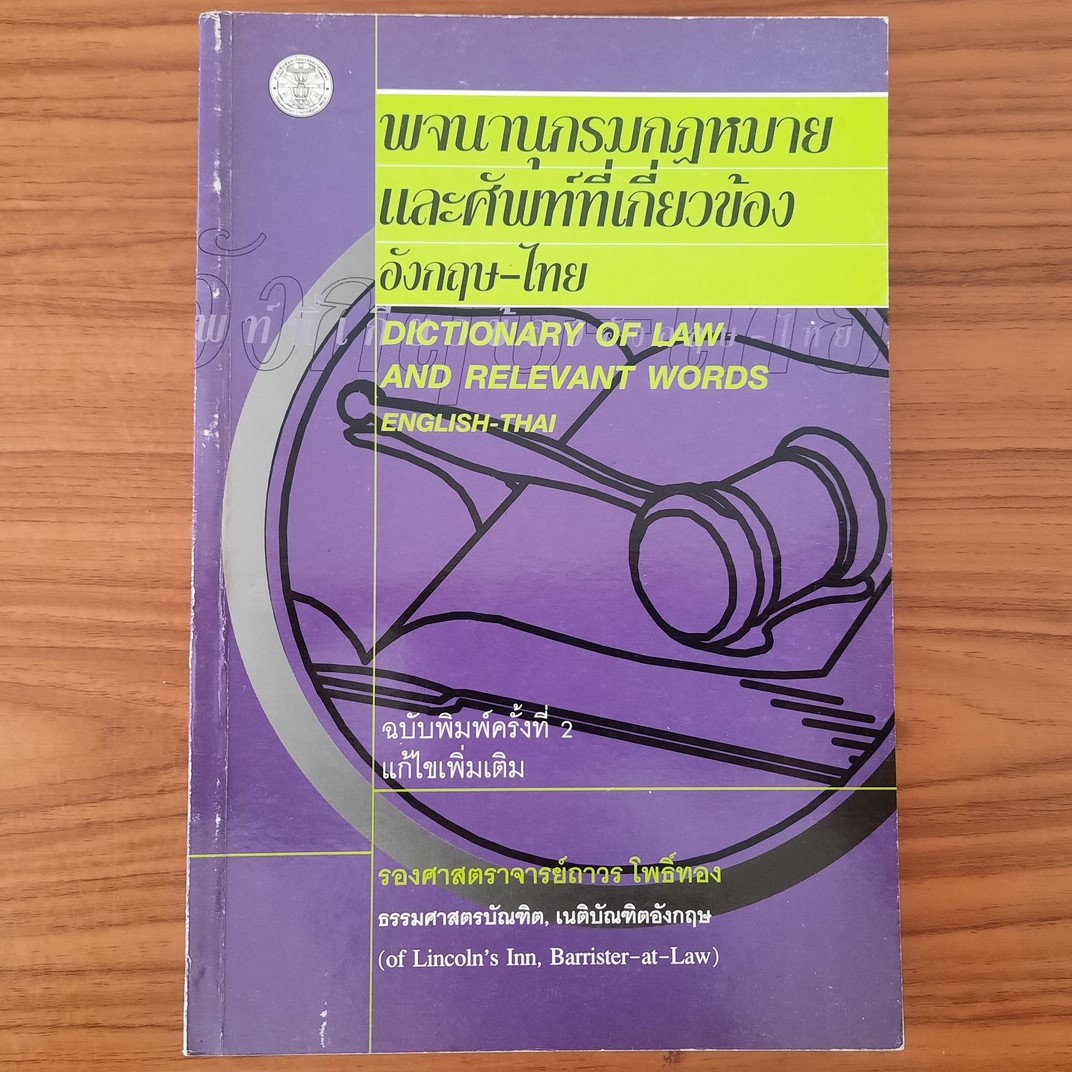 พจนานุกรมกฎหมาย
และศัพท์ที่เกี่ยวข้อง
อังกฤษ-ไทย
DICTIONARY OF LAW
AND RELEVANT WORDS
ENGLISH-THAI
ฉบับพิมพ์ครั้งที่ 2
แก้ไขเพิ่มเติม
รองศาสตราจารย์ถาวร โพธิ์ทอง
ธรรมศาสตรบัณฑิต, เนติบัณฑิตอังกฤษ
(of Lincoln's Inn, Barrister-at-Law)